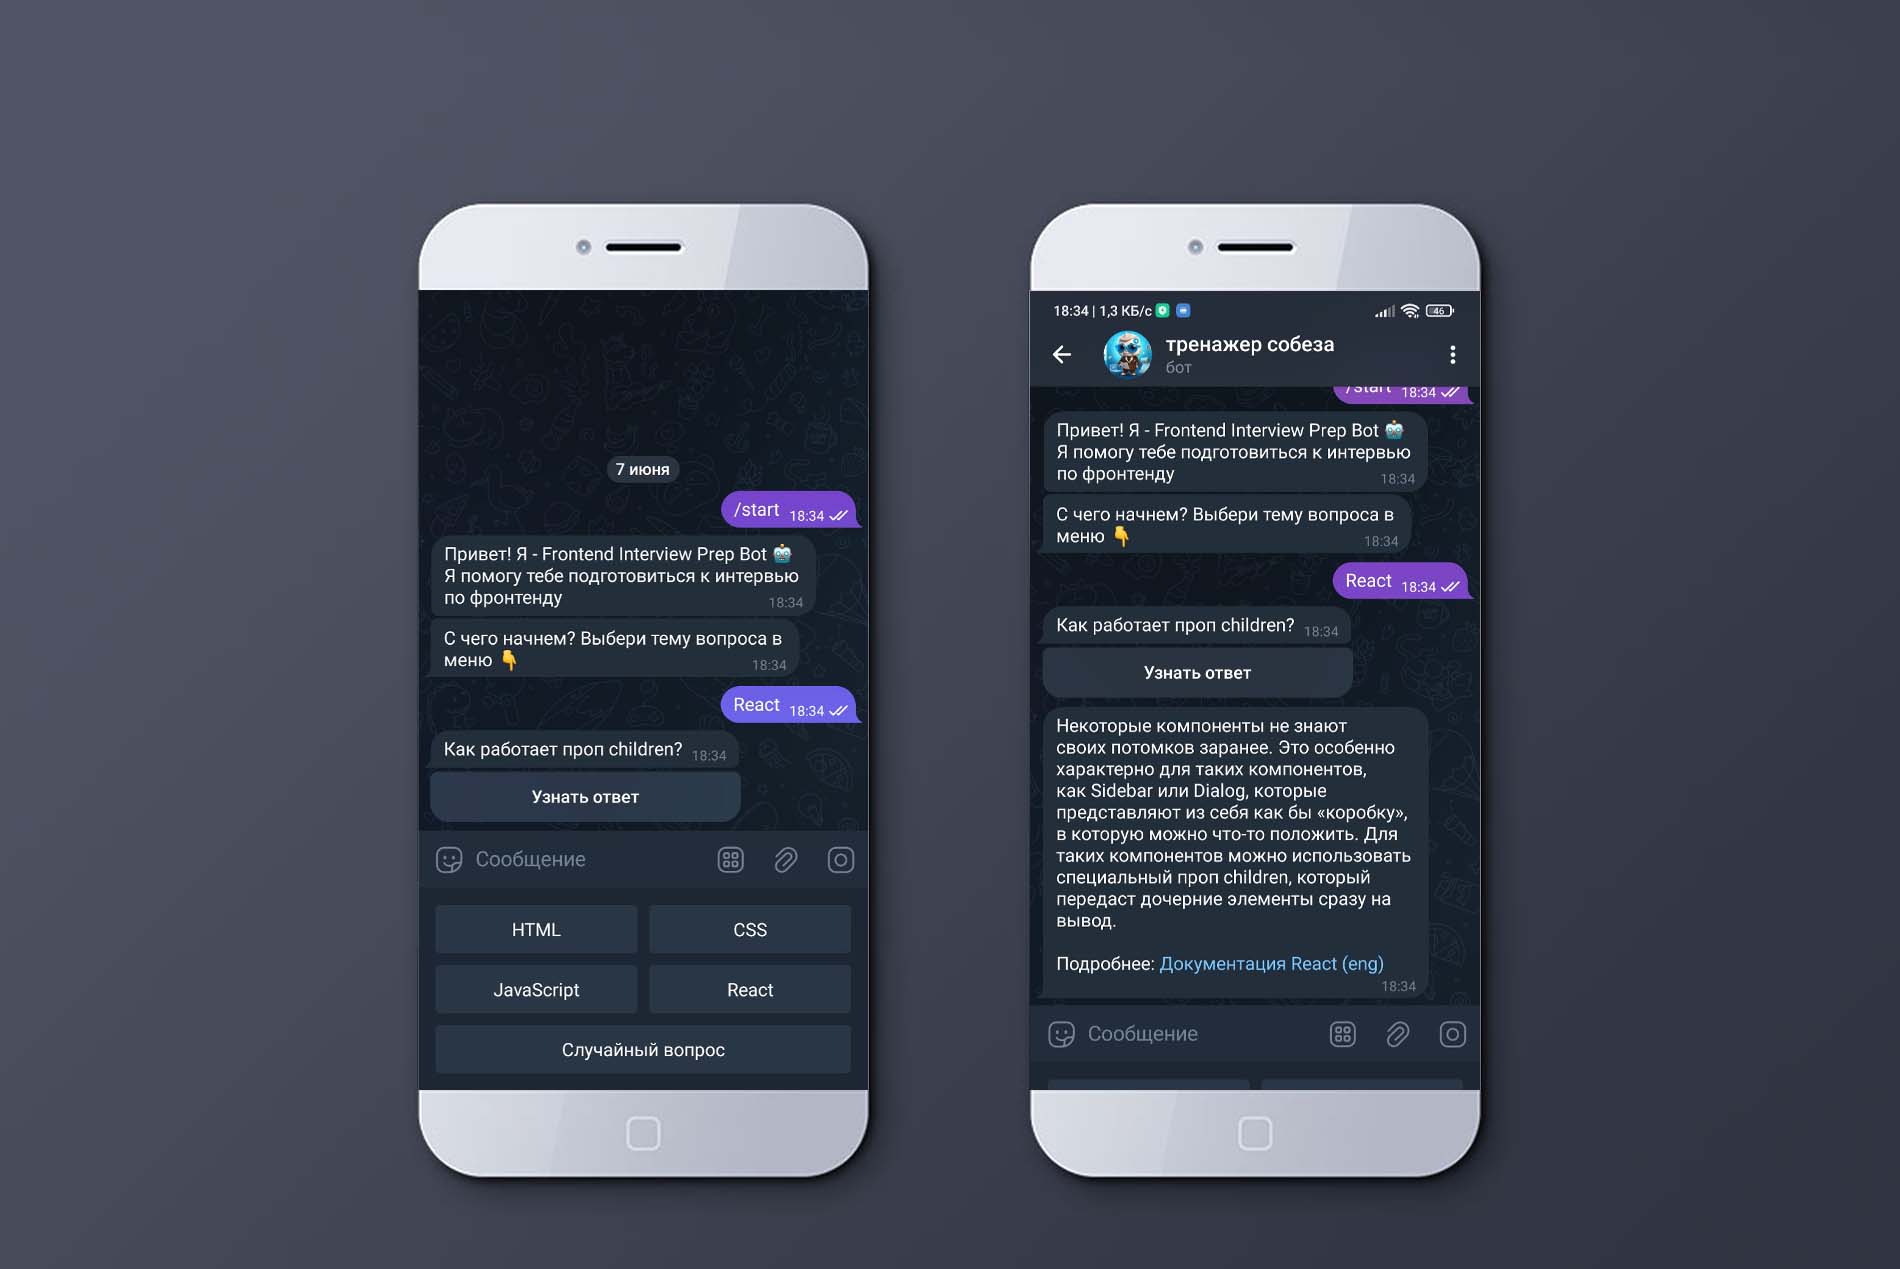 7 июня
/start 18:34
Привет! Я - Frontend Interview Prep Bot
Я помогу тебе подготовиться к интервью
по фронтенду 18:34
С чего начнем? Выбери тему вопроса в
меню 18:34
React 18:34
Как работает проп children? 18:34
Узнать ответ
Сообщение
HTML CSS
JavaScript React
Случайный вопрос
18:34 | 1,3 КБ/с 46
тренажер собеза
бот
/start 18:34
Привет! Я - Frontend Interview Prep Bot
Я помогу тебе подготовиться к интервью
по фронтенду 18:34
С чего начнем? Выбери тему вопроса в
меню 18:34
React 18:34
Как работает проп children? 18:34
Узнать ответ
Некоторые компоненты не знают
своих потомков заранее. Это особенно
характерно для таких компонентов,
как Sidebar или Dialog, которые
представляют из себя как бы «коробку»,
в которую можно что-то положить. Для
таких компонентов можно использовать
специальный проп children, который
передаст дочерние элементы сразу на
вывод.
Подробнее: Документация React (eng)
18:34
Сообщение